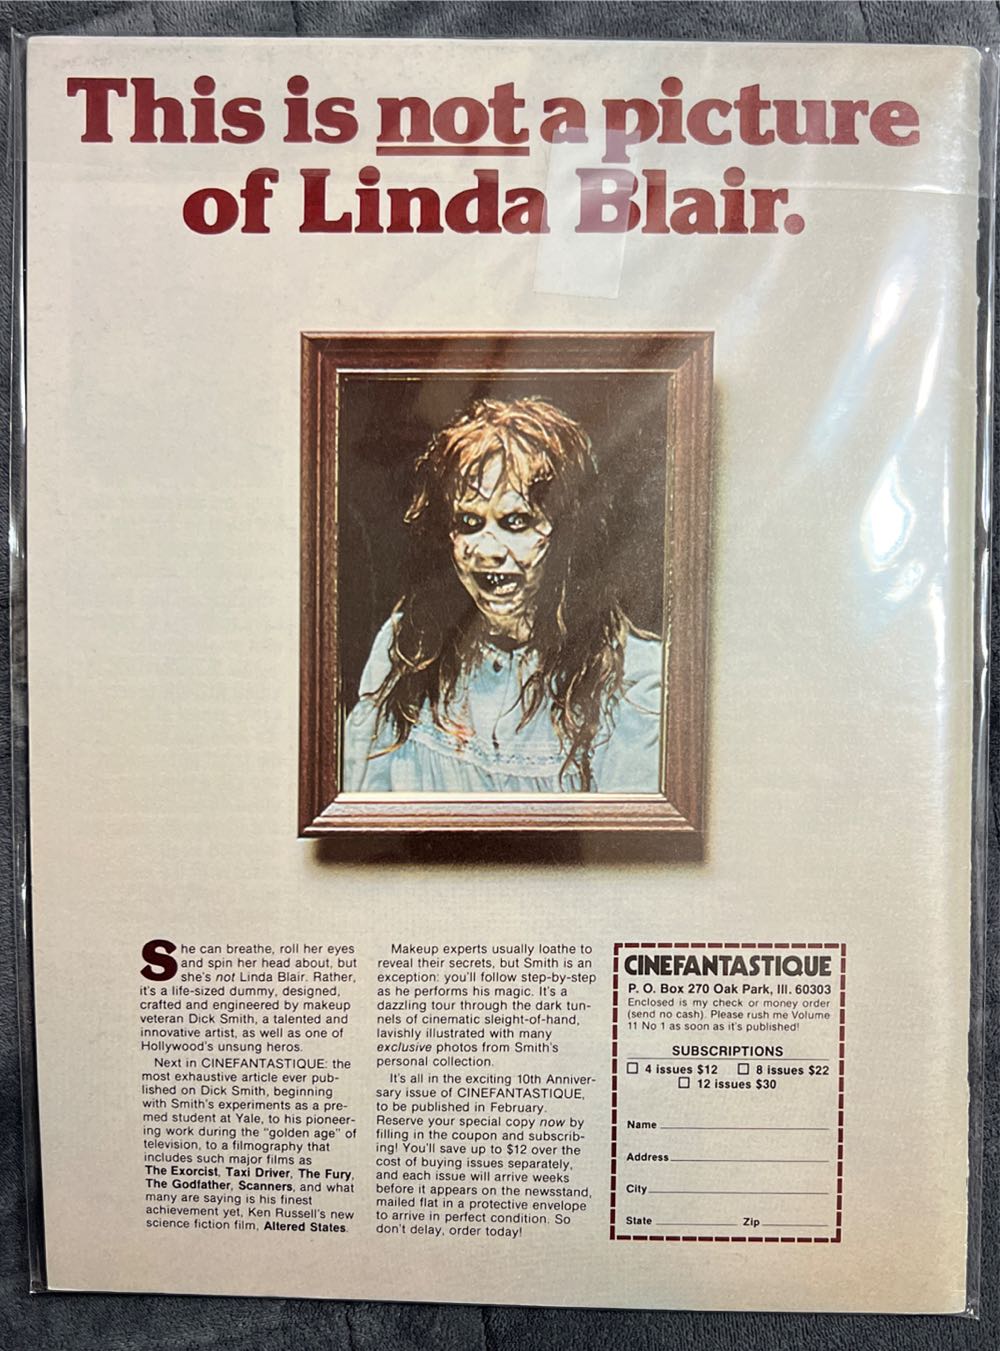 This is not a picture
of Linda Blair.
She can breathe, roll her eyes
and spin her head about, but
she's not Linda Blair. Rather,
it's a life-sized dummy, designed,
crafted and engineered by makeup
veteran Dick Smith, a talented and
innovative artist, as well as one of
Hollywood's unsung heros.
Next in CINEFANTASTIQUE: the
most exhaustive article ever pub-
lished on Dick Smith, beginning
with Smith's experiments as a pre-
med student at Yale, to his pioneer-
ing work during the "golden age" of
television, to a filmography that
includes such major films as
The Exorcist, Taxi Driver, The Fury,
The Godfather, Scanners, and what
many are saying is his finest
achievement yet, Ken Russell's new
science fiction film, Altered States.
Makeup experts usually loathe to
reveal their secrets, but Smith is an
exception: you'll follow step-by-step
as he performs his magic. It's a
dazzling tour through the dark tun-
nels of cinematic sleight-of-hand,
lavishly illustrated with many
exclusive photos from Smith's
personal collection.
It's all in the exciting 10th Anniver-
sary issue of CINEFANTASTIQUE,
to be published in February.
Reserve your special copy now by
filling in the coupon and subscrib-
ing! You'll save up to $12 over the
cost of buying issues separately,
and each issue will arrive weeks
before it appears on the newsstand,
mailed flat in a protective envelope
to arrive in perfect condition. So
don't delay, order today!
CINEFANTASTIQUE
P. O. Box 270 Oak Park, Ill. 60303
Enclosed is my check or money order
(send no cash). Please rush me Volume
11 No 1 as soon as it's published!
SUBSCRIPTIONS
4 issues $12 8 issues $22
12 issues $30
Name
Address
City
State Zip